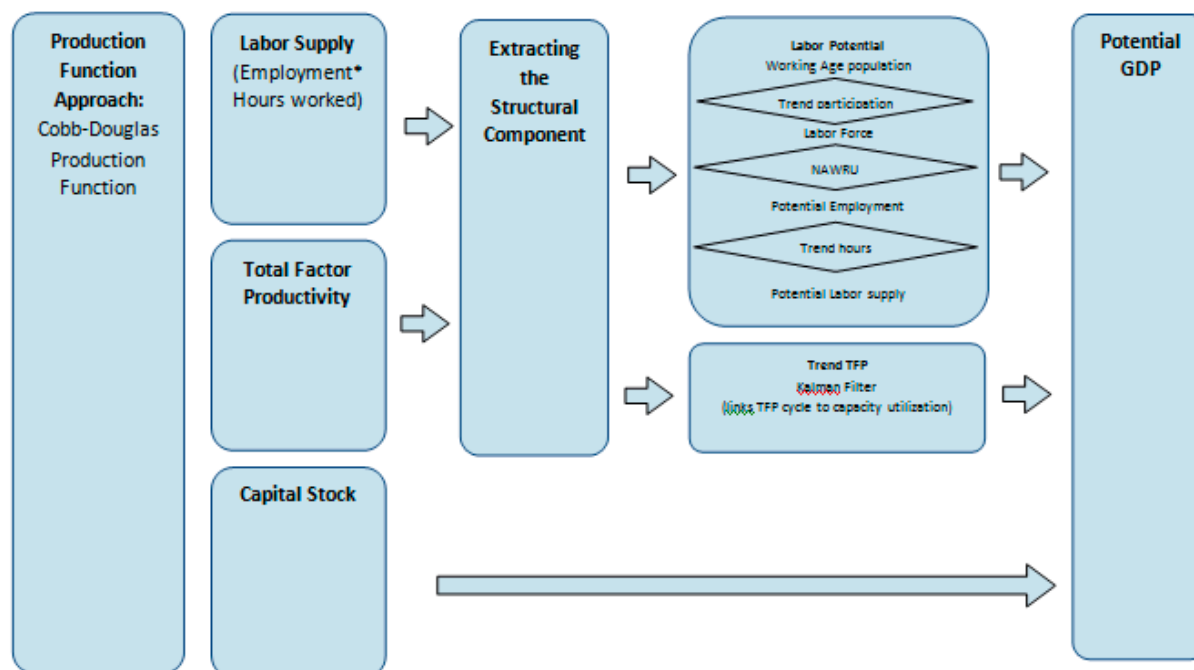 Production
Function
Approach:
Cobb-Douglas
Production
Function
Labor Supply
(Employment*
Hours worked)
Total Factor
Productivity
Capital Stock
Extracting
the
Structural
Component
Labor Potential
Working Age population
Trend participation
Labor Force
NAWRU
Potential Employment
Trend hours
Potential Labor supply
Trend TFP
Kalman Filter
(links TFP cycle to capacity utilization)
Potential
GDP